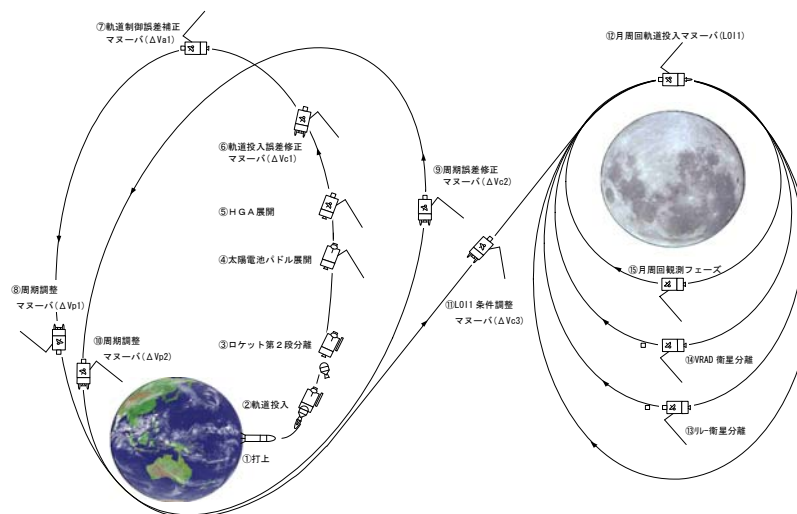 ①打上
②軌道投入
③ロケット第2段分離
④太陽電池パドル展開
⑤HGA展開
⑥軌道投入誤差修正
マヌーバ(ΔVc1)
⑦軌道制御誤差補正
マヌーバ(ΔVa1)
⑧周期調整
マヌーバ(ΔVp1)
⑨周期誤差修正
マヌーバ(ΔVc2)
⑩周期調整
マヌーバ(ΔVp2)
⑪LOI1条件調整
マヌーバ(ΔVc3)
⑫月周回軌道投入マヌーバ(LOI1)
⑬リレー衛星分離
⑭VRAD衛星分離
⑮月周回観測フェーズ